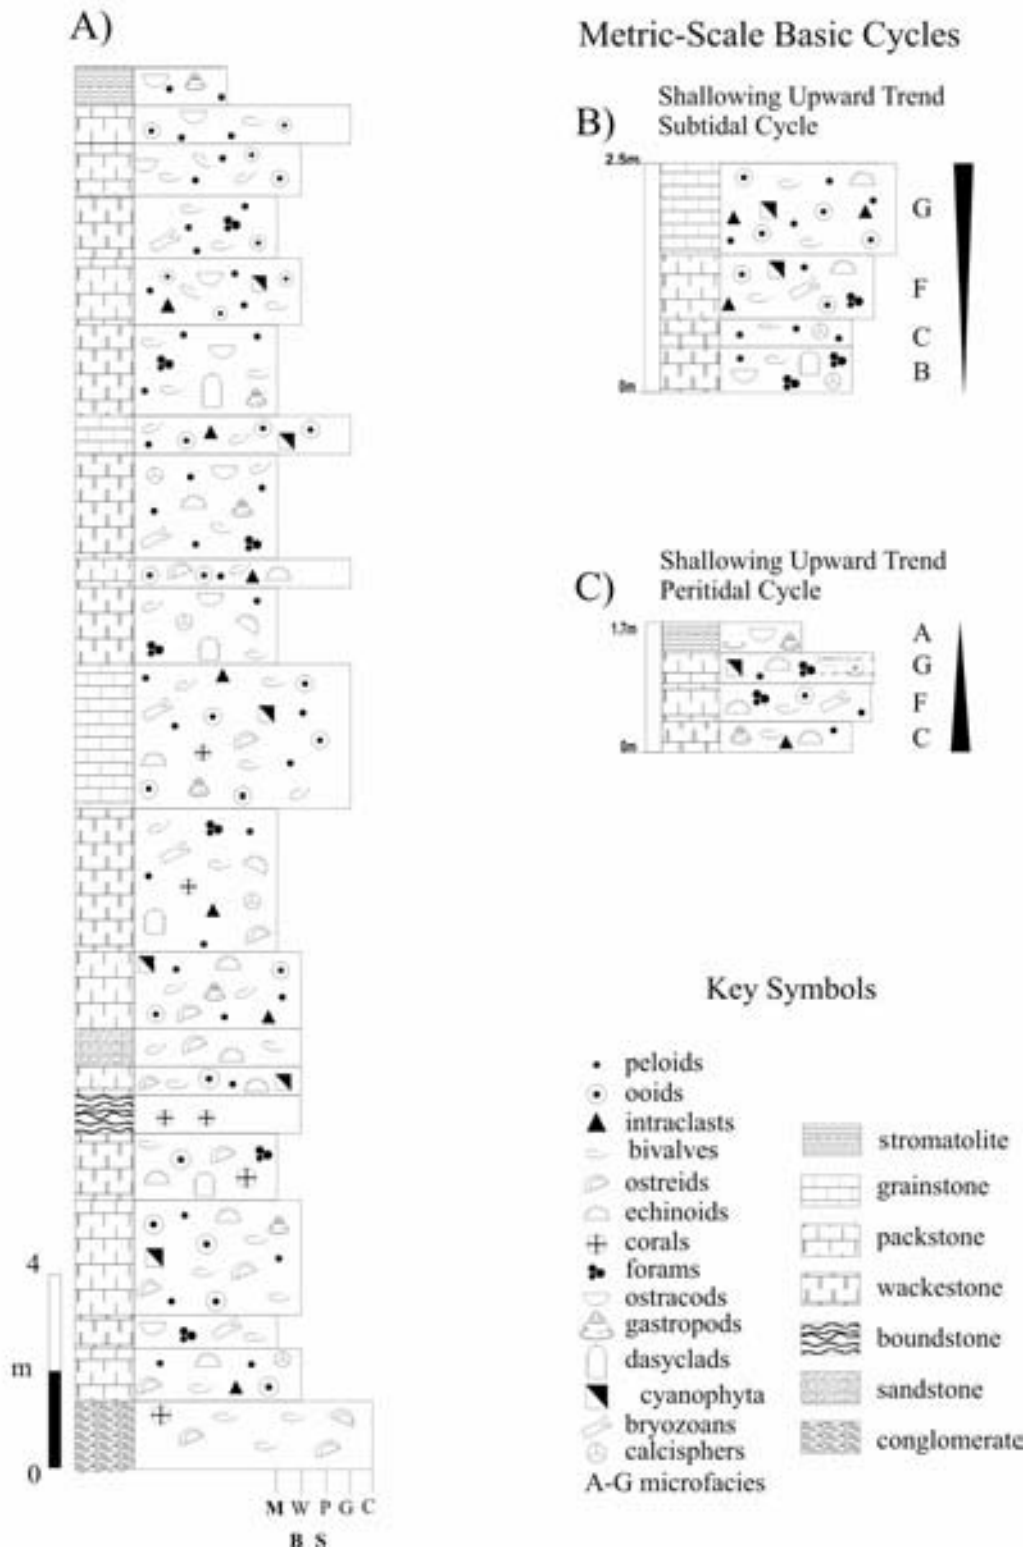 A)
4
m
0
M W P G C
B S
Metric-Scale Basic Cycles
B)
Shallowing Upward Trend
Subtidal Cycle
2.5m
G
F
C
B
0m
C)
Shallowing Upward Trend
Peritidal Cycle
1.7m
A
G
F
C
0m
Key Symbols
peloids
ooids
intraclasts
bivalves
ostreids
echinoids
corals
forams
ostracods
gastropods
dasyclads
cyanophyta
bryozoans
calcisphers
A-G microfacies
stromatolite
grainstone
packstone
wackestone
boundstone
sandstone
conglomerate